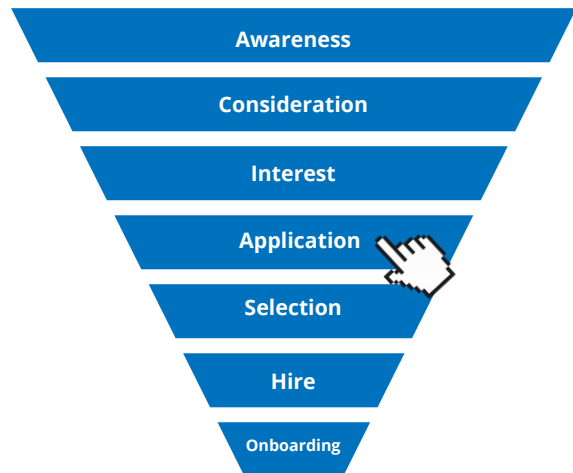 Awareness
Consideration
Interest
Application
Selection
Hire
Onboarding